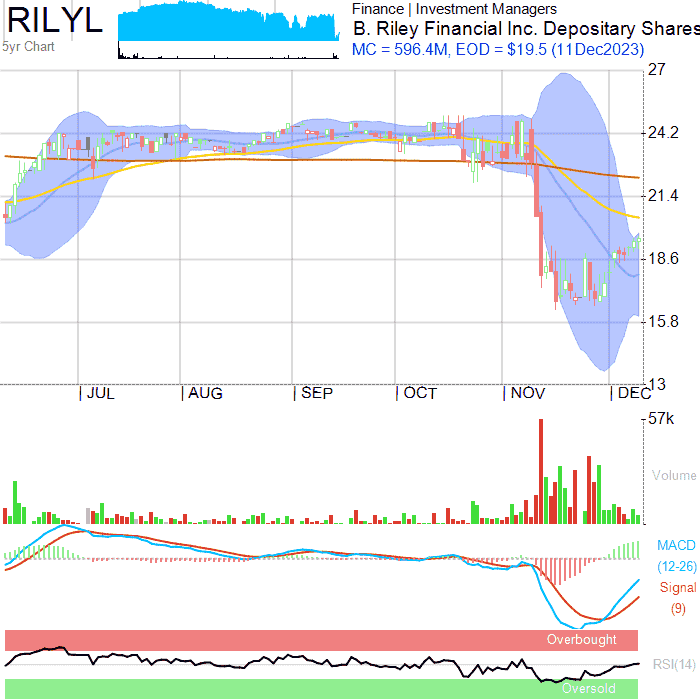 RILYL
5yr Chart
Finance | Investment Managers
B. Riley Financial Inc. Depositary Shares
MC = 596.4M, EOD = $19.5 (11Dec2023)
27
24.2
21.4
18.6
15.8
13
JUL AUG SEP OCT NOV DEC
57k
Volume
MACD
(12-26)
Signal
(9)
Overbought
RSI(14)
Oversold